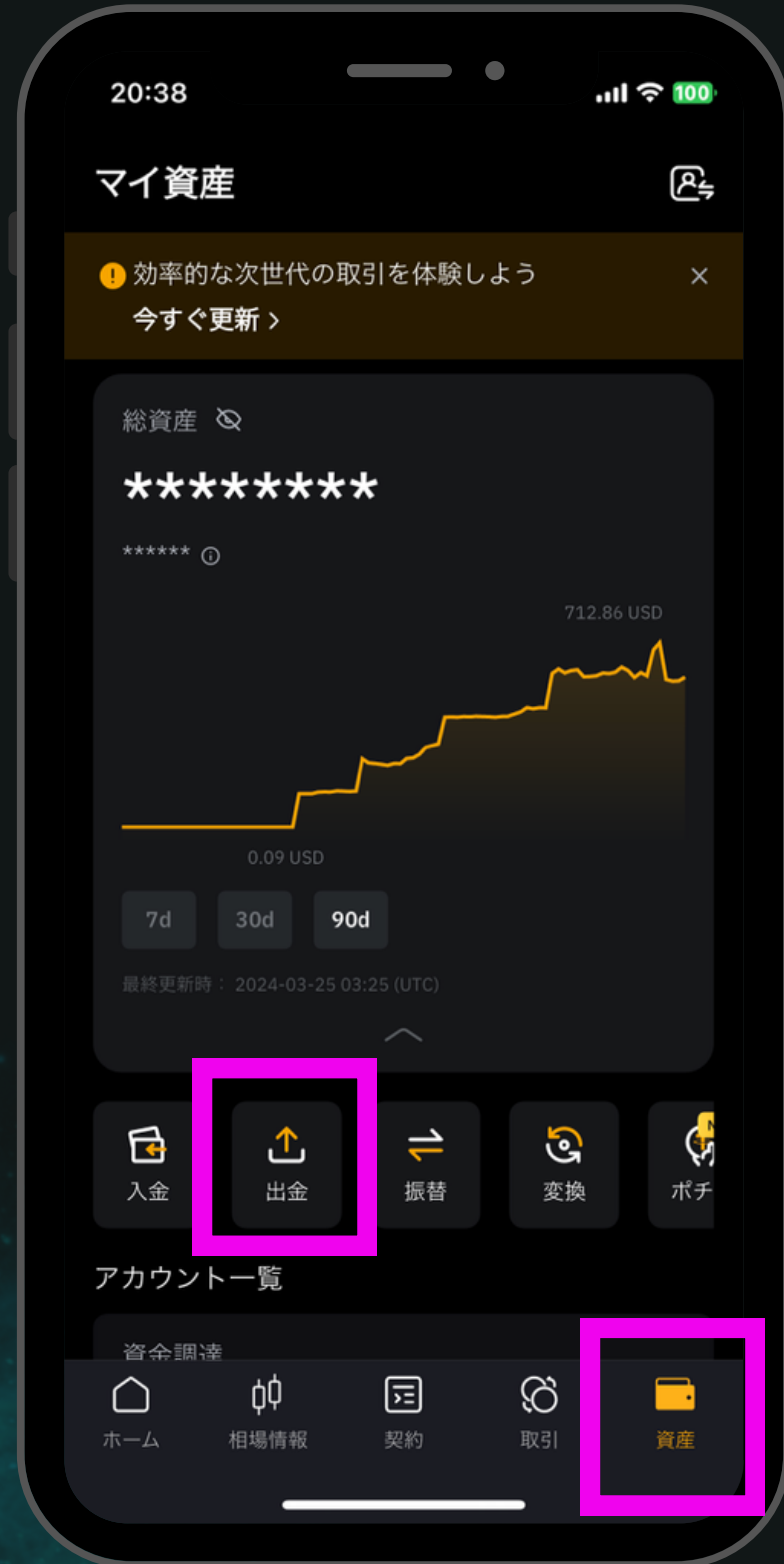 20:38
100
マイ資産
効率的な次世代の取引を体験しよう
今すぐ更新 >
総資産
********
******
712.86 USD
0.09 USD
7d 30d 90d
最終更新時： 2024-03-25 03:25 (UTC)
入金 出金 振替 変換 ポチ
アカウント一覧
資金調達
ホーム 相場情報 契約 取引 資産